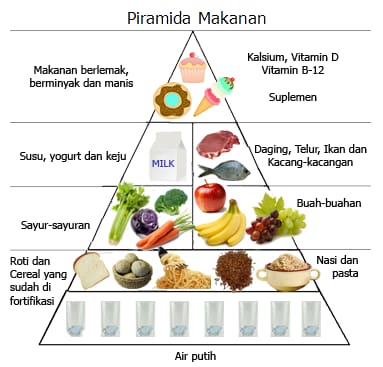 Piramida Makanan
Makanan berlemak,
berminyak dan manis
Kalsium, Vitamin D
Vitamin B-12
Suplemen
Susu, yogurt dan keju
MILK
Daging, Telur, Ikan dan
Kacang-kacangan
Sayur-sayuran
Buah-buahan
Roti dan
Cereal yang
sudah di
fortifikasi
Nasi dan
pasta
Air putih